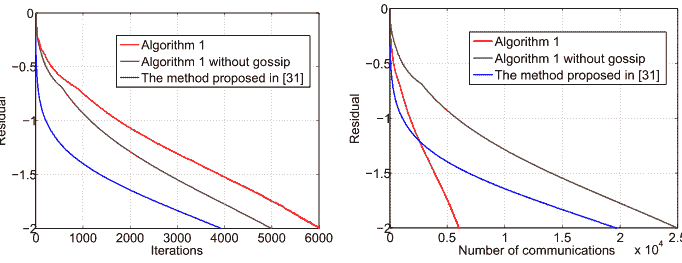 0
−0.5
−1
−1.5
−2
Residual
Algorithm 1
Algorithm 1 without gossip
The method proposed in [31]
0 1000 2000 3000 4000 5000 6000
Iterations
0
−0.5
−1
−1.5
−2
Residual
Algorithm 1
Algorithm 1 without gossip
The method proposed in [31]
0 0.5 1 1.5 2 2.5
Number of communications x 10 4